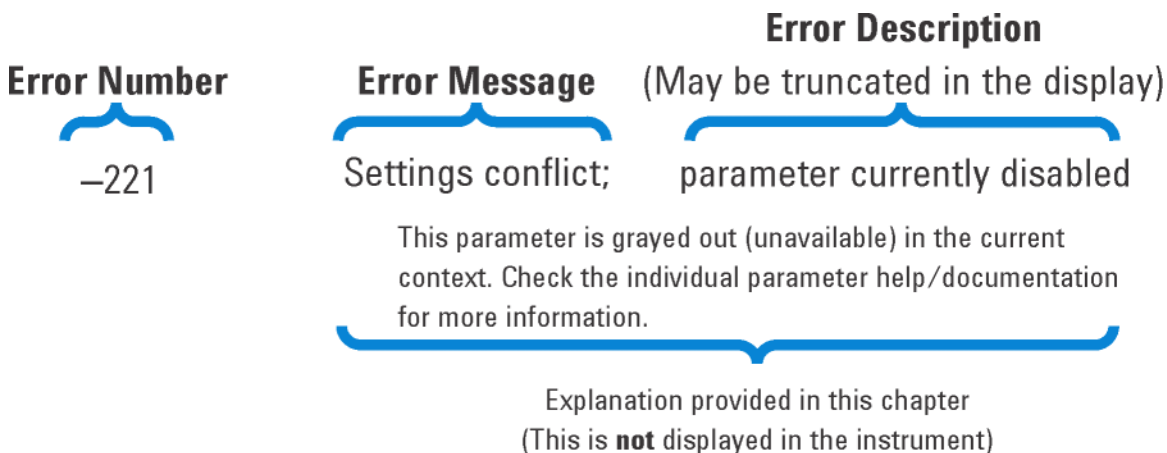 Error Description
Error Number Error Message (May be truncated in the display)
–221 Settings conflict; parameter currently disabled
This parameter is grayed out (unavailable) in the current
context. Check the individual parameter help/documentation
for more information.
Explanation provided in this chapter
(This is not displayed in the instrument)